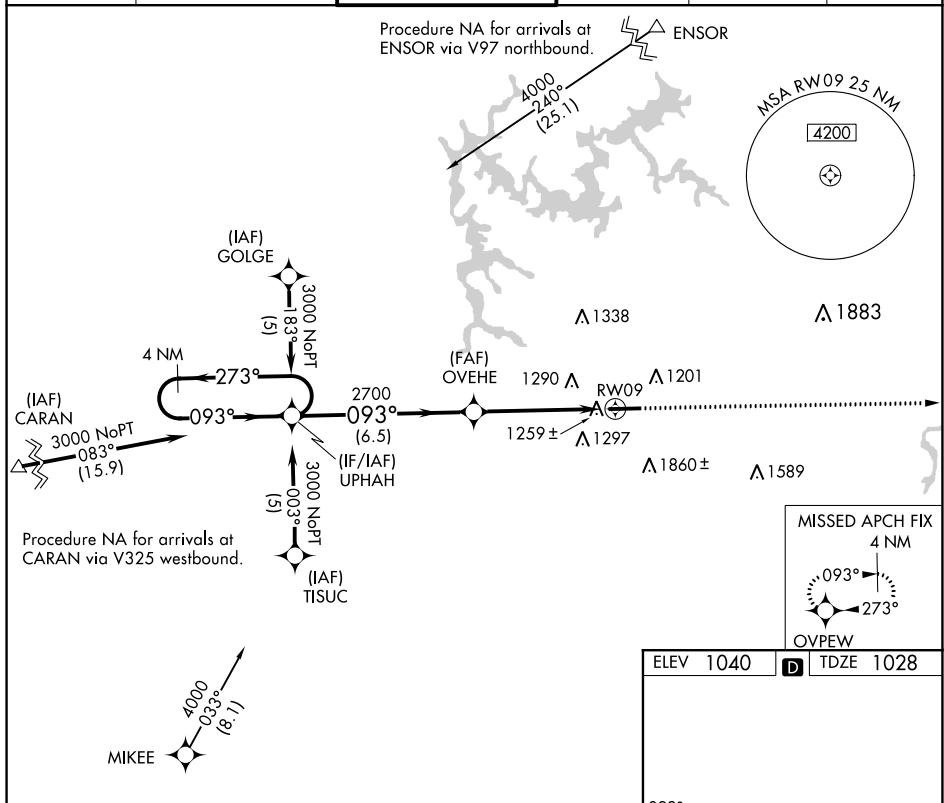 Procedure NA for arrivals at
ENSOR via V97 northbound.
ENSOR
4000
240°
(25.1)
MSA RW09 25 NM
4200
(IAF)
GOLGE
3000 NoPT
183°
(5)
1338
1883
4 NM
273°
(FAF)
OVEHE
1290
1201
RW09
(IAF)
CARAN
093°
2700
093°
(6.5)
1259 ±
1297
3000 NoPT
083°
(15.9)
(IF/IAF)
UPHAH
1860 ±
1589
3000 NoPT
003°
(5)
Procedure NA for arrivals at
CARAN via V325 westbound.
(IAF)
TISUC
MISSED APCH FIX
4 NM
093°
273°
OVPEW
4000
033°
(8.1)
MIKEE
ELEV 1040
D
TDZE 1028